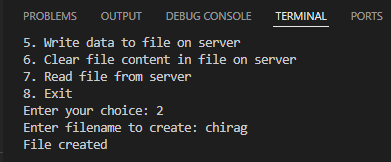 PROBLEMS OUTPUT DEBUG CONSOLE TERMINAL PORTS
5. Write data to file on server
6. Clear file content in file on server
7. Read file from server
8. Exit
Enter your choice: 2
Enter filename to create: chirag
File created